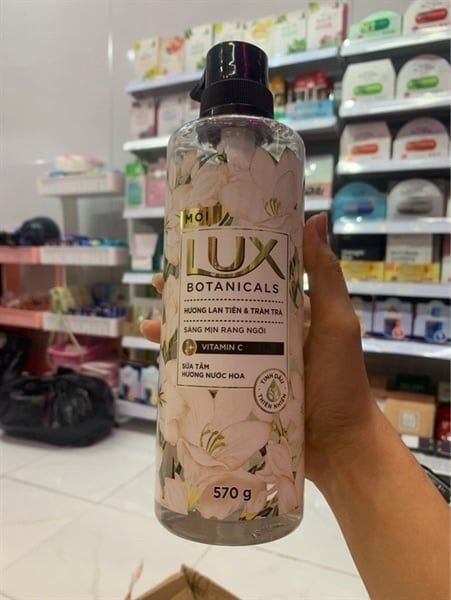 MỚI
LUX
BOTANICALS
HƯƠNG LAN TIÊN & TRÀM TRÀ
SÁNG MỊN RẠNG NGỜI
VITAMIN C
SỮA TẮM
HƯƠNG NƯỚC HOA
TINH DẦU
THIÊN NHIÊN
570 g